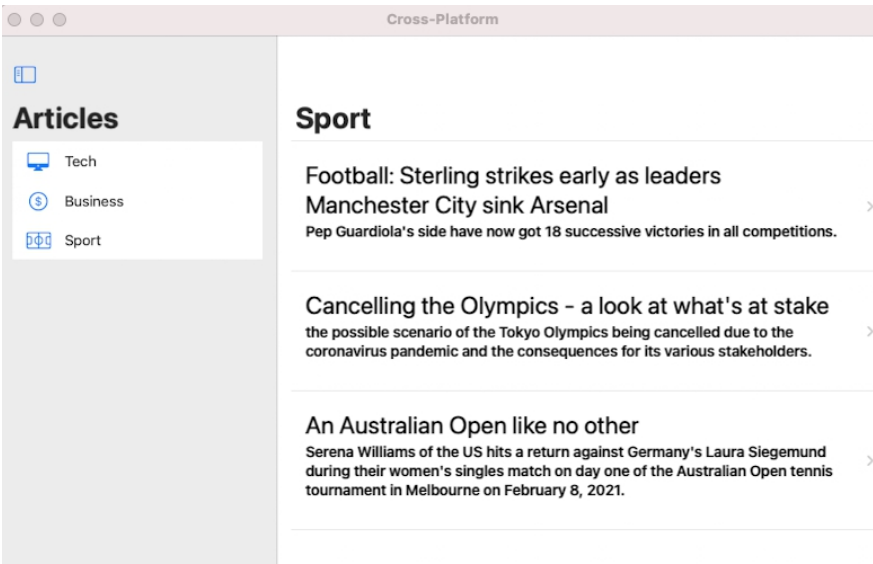 Cross-Platform
Articles
Tech
Business
Sport
Sport
Football: Sterling strikes early as leaders
Manchester City sink Arsenal
Pep Guardiola's side have now got 18 successive victories in all competitions.
Cancelling the Olympics - a look at what's at stake
the possible scenario of the Tokyo Olympics being cancelled due to the
coronavirus pandemic and the consequences for its various stakeholders.
An Australian Open like no other
Serena Williams of the US hits a return against Germany's Laura Siegemund
during their women's singles match on day one of the Australian Open tennis
tournament in Melbourne on February 8, 2021.